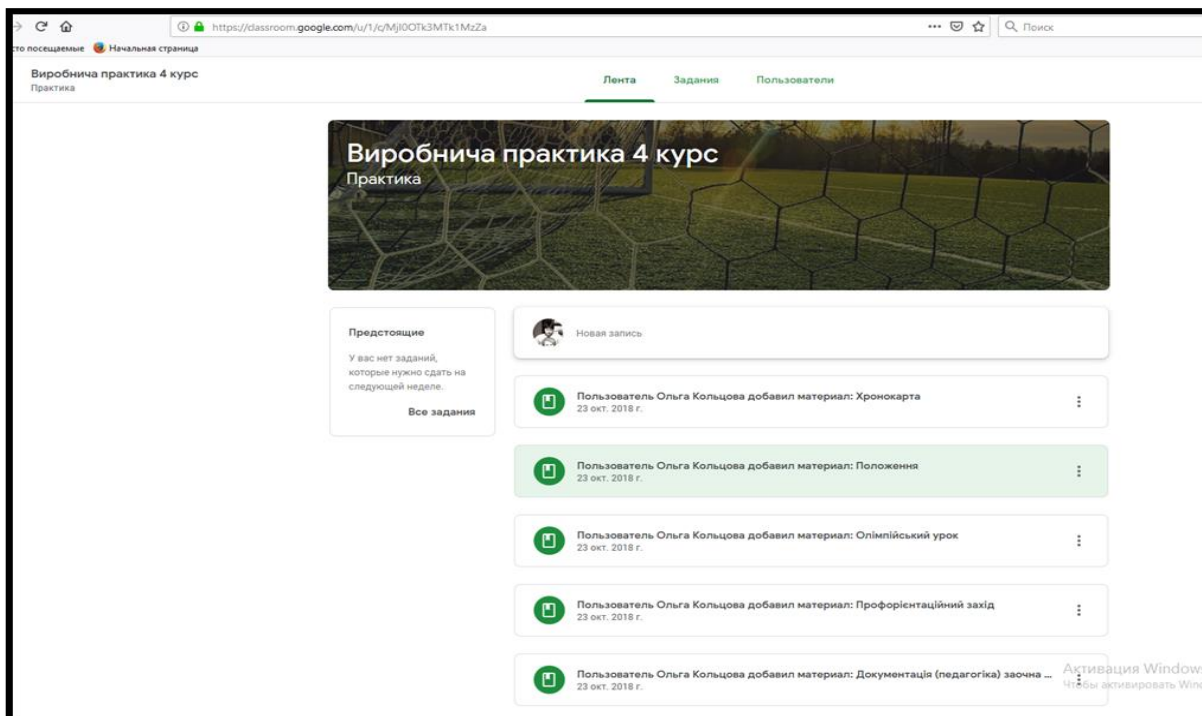 https://classroom.google.com/u/1/c/MjI0OTk3MTk1MzZa
Поиск
то посещаемые
Начальная страница
Виробнича практика 4 курс
Практика
Лента
Задания
Пользователи
Виробнича практика 4 курс
Практика
Предстоящие
У вас нет заданий,
которые нужно сдать на
следующей неделе.
Все задания
Новая запись
Пользователь Ольга Кольцова добавил материал: Хронокарта
23 окт. 2018 г.
Пользователь Ольга Кольцова добавил материал: Положення
23 окт. 2018 г.
Пользователь Ольга Кольцова добавил материал: Олімпійський урок
23 окт. 2018 г.
Пользователь Ольга Кольцова добавил материал: Профорієнтаційний захід
23 окт. 2018 г.
Пользователь Ольга Кольцова добавил материал: Документація (педагогіка) заочна ...
23 окт. 2018 г.
Активация Windows
Чтобы активировать Wind